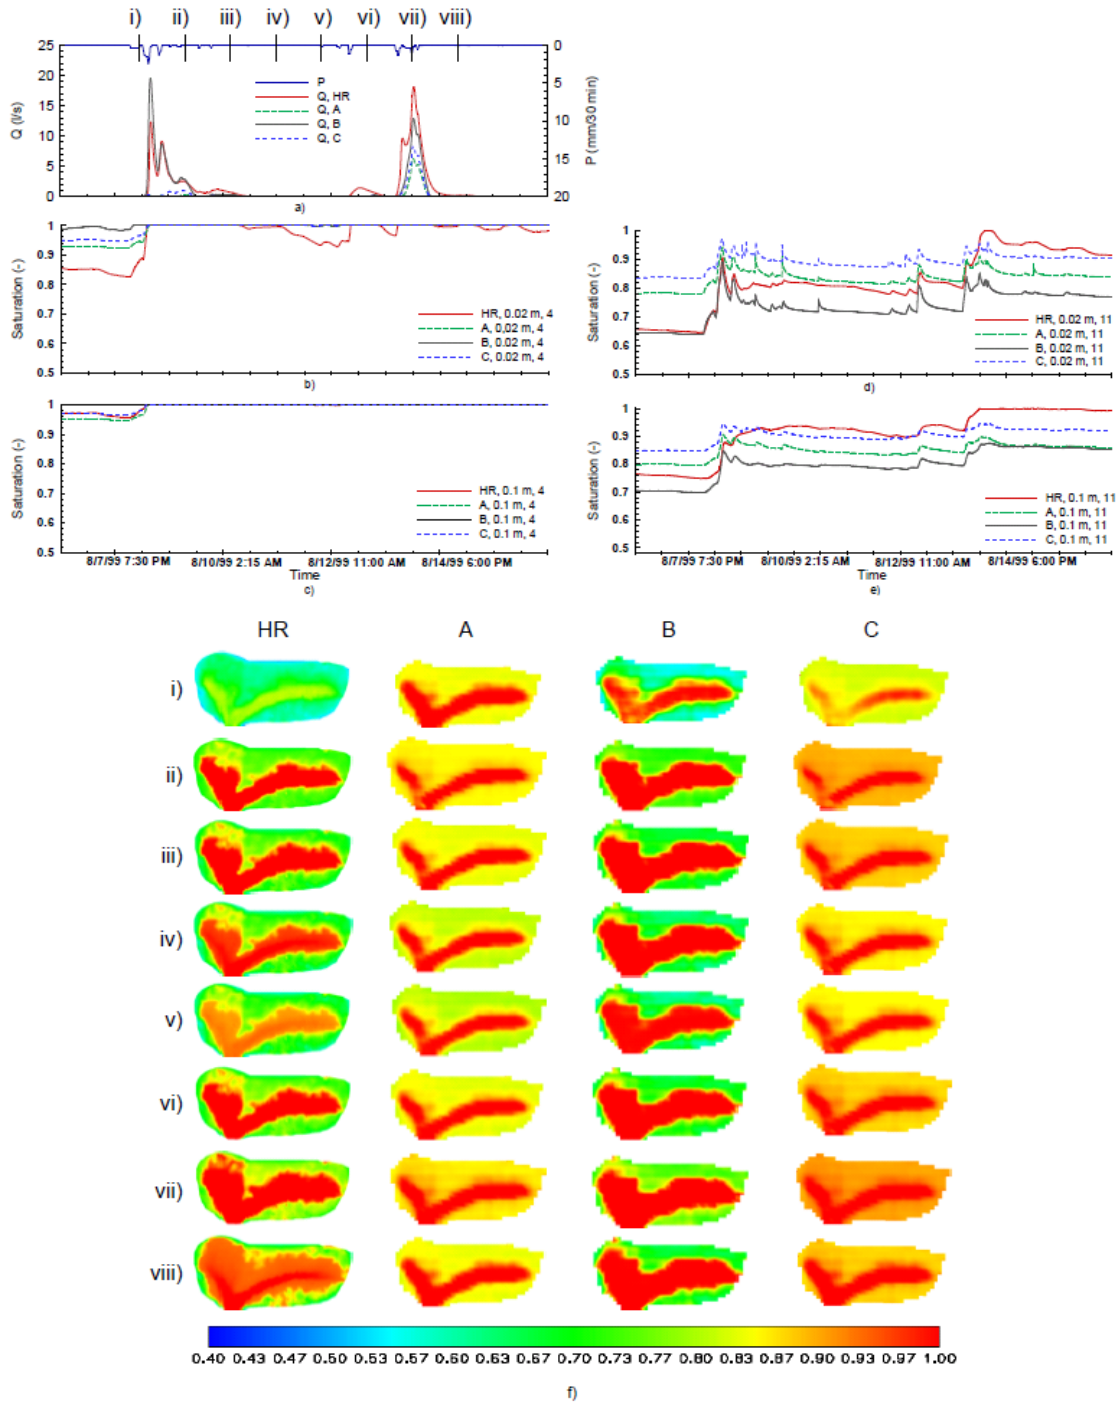 i) ii) iii) iv) v) vi) vii) viii)
25 20 15 10 5 0
Q (l/s)
0 5 10 15 20
P (mm/30 min)
P
Q, HR
Q, A
Q, B
Q, C
a)
1 0.9 0.8 0.7 0.6 0.5
Saturation (-)
HR, 0.02 m, 4
A, 0.02 m, 4
B, 0.02 m, 4
C, 0.02 m, 4
b)
1 0.9 0.8 0.7 0.6 0.5
Saturation (-)
HR, 0.02 m, 11
A, 0.02 m, 11
B, 0.02 m, 11
C, 0.02 m, 11
d)
1 0.9 0.8 0.7 0.6 0.5
Saturation (-)
HR, 0.1 m, 4
A, 0.1 m, 4
B, 0.1 m, 4
C, 0.1 m, 4
8/7/99 7:30 PM 8/10/99 2:15 AM 8/12/99 11:00 AM 8/14/99 6:00 PM
Time
c)
1 0.9 0.8 0.7 0.6 0.5
Saturation (-)
HR, 0.1 m, 11
A, 0.1 m, 11
B, 0.1 m, 11
C, 0.1 m, 11
8/7/99 7:30 PM 8/10/99 2:15 AM 8/12/99 11:00 AM 8/14/99 6:00 PM
Time
e)
HR A B C
i)
ii)
iii)
iv)
v)
vi)
vii)
viii)
0.40 0.43 0.47 0.50 0.53 0.57 0.60 0.63 0.67 0.70 0.73 0.77 0.80 0.83 0.87 0.90 0.93 0.97 1.00
f)